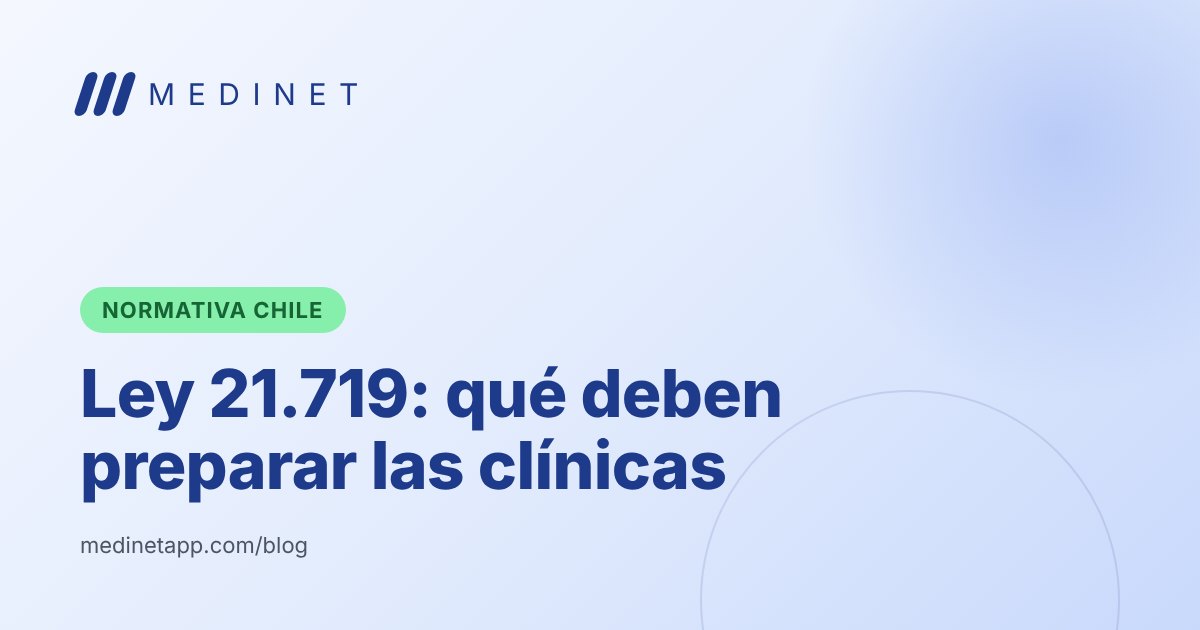 MEDINET
NORMATIVA CHILE
Ley 21.719: qué deben
preparar las clínicas
medinetapp.com/blog